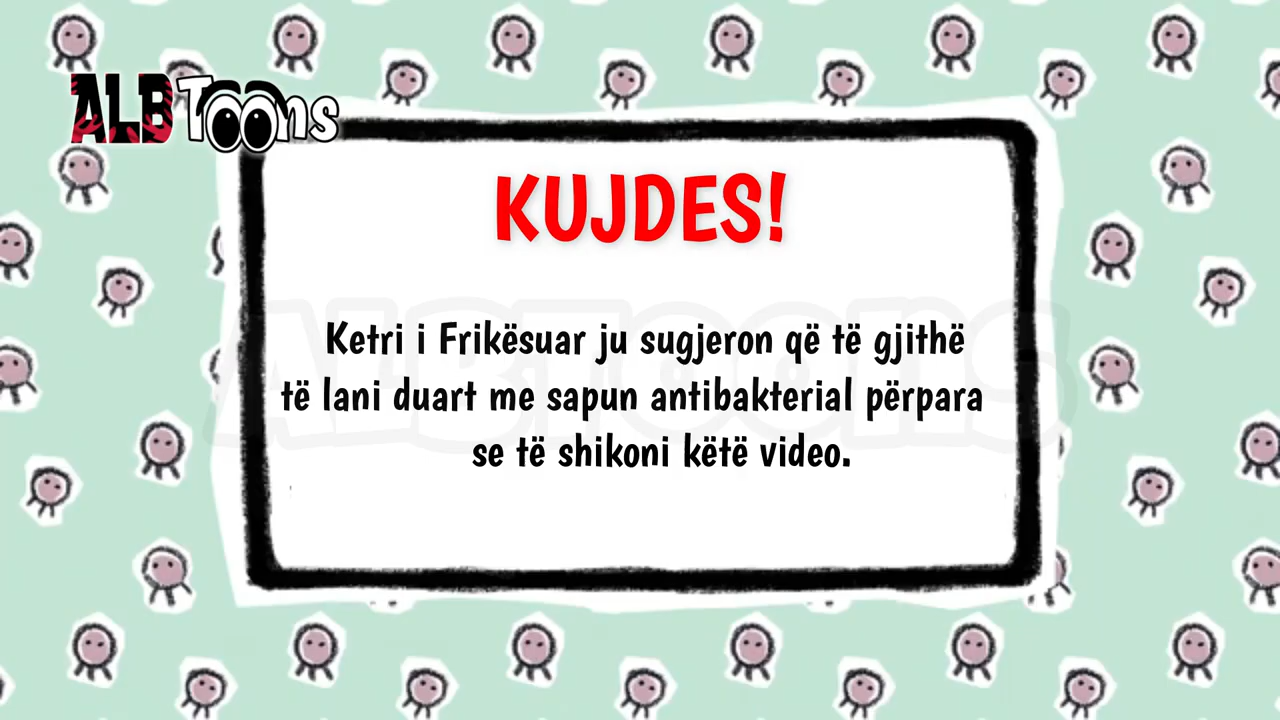 ALBToons
KUJDES!
ALBToons
Ketri i Frikësuar ju sugjeron që të gjithë
të lani duart me sapun antibakterial përpara
se të shikoni këtë video.